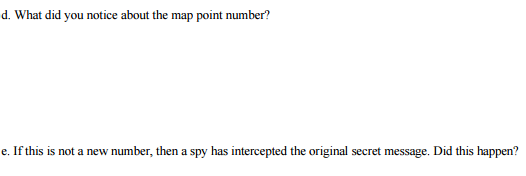 d. What did you notice about the map point number?
e. If this is not a new number, then a spy has intercepted the original secret message. Did this happen?